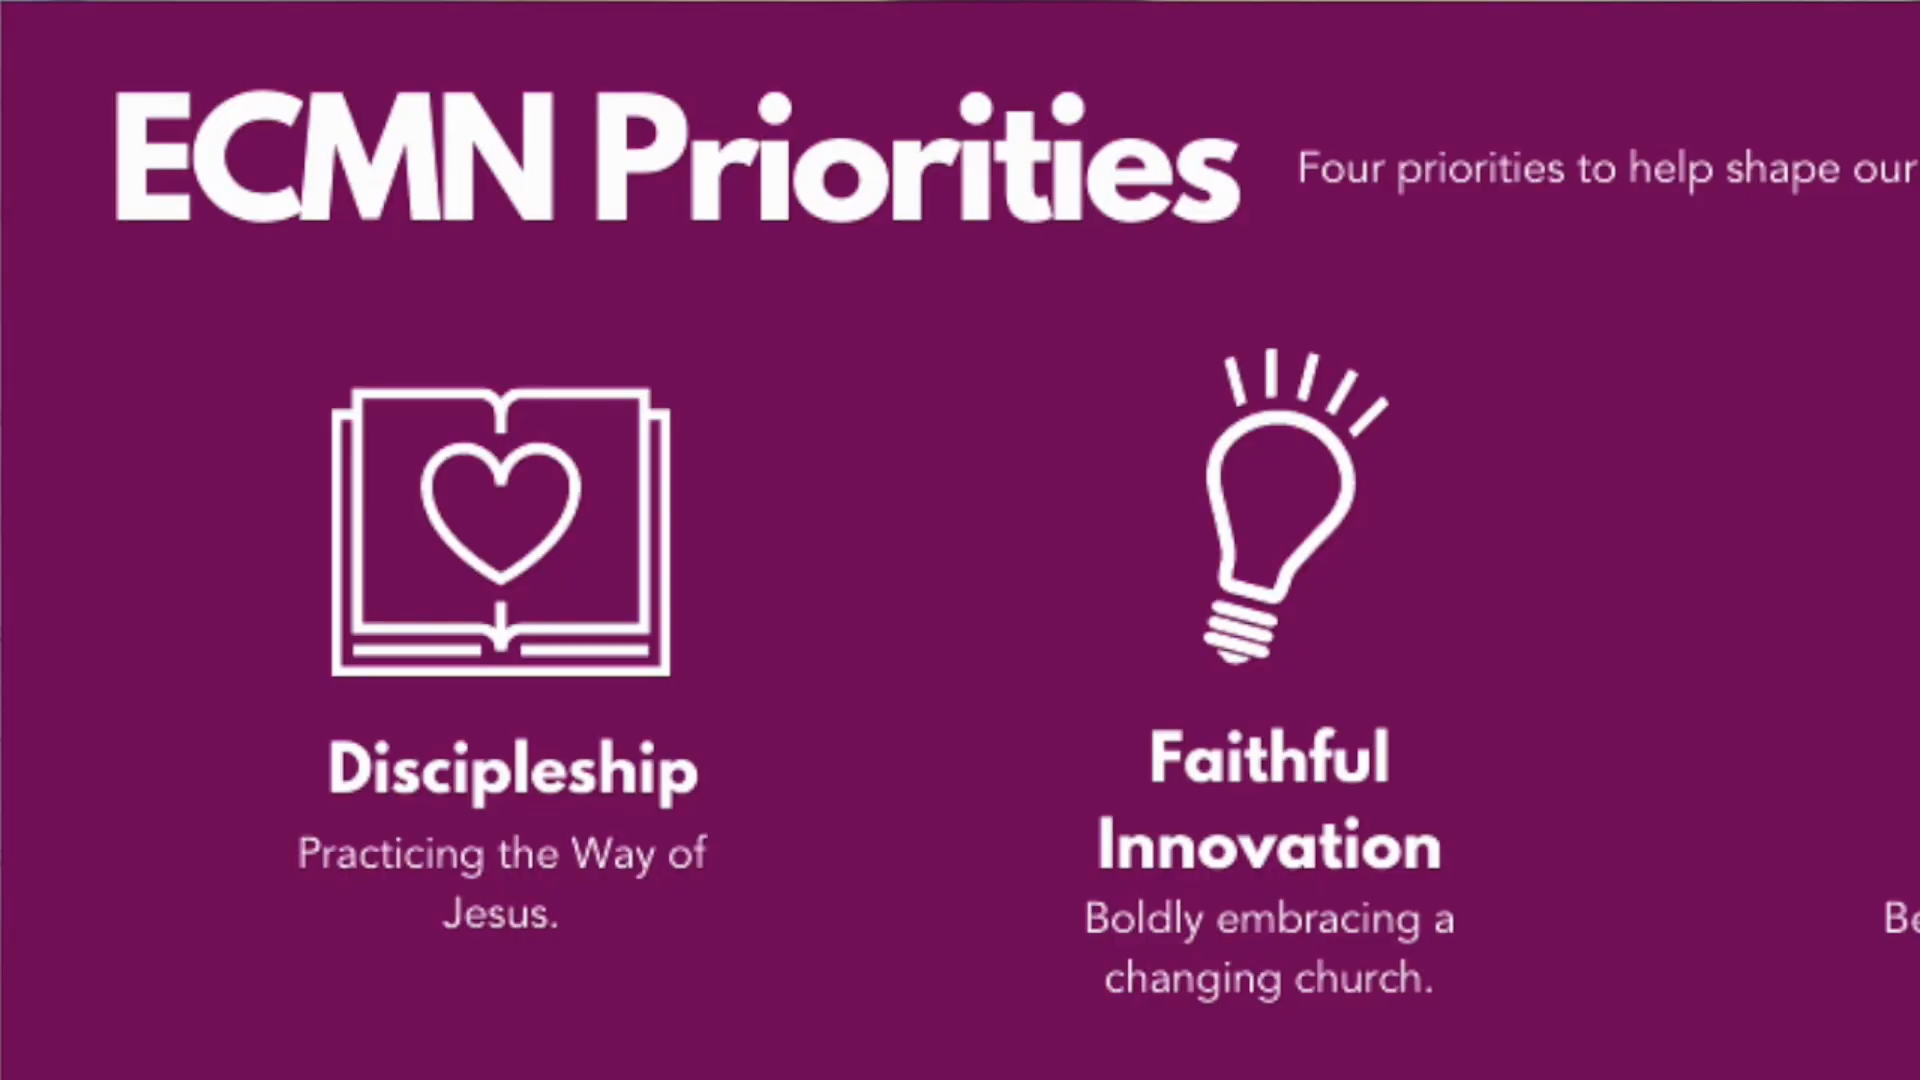 ECMN Priorities
Four priorities to help shape our
Discipleship
Practicing the Way of
Jesus.
Faithful
Innovation
Boldly embracing a
changing church.